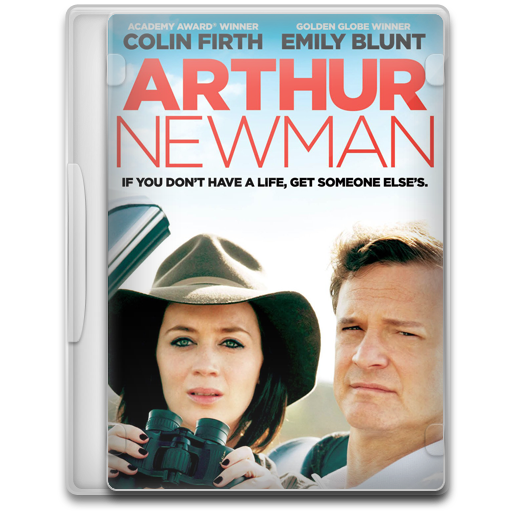 ACADEMY AWARD® WINNER GOLDEN GLOBE WINNER
COLIN FIRTH EMILY BLUNT
ARTHUR
NEWMAN
IF YOU DON'T HAVE A LIFE, GET SOMEONE ELSE'S.